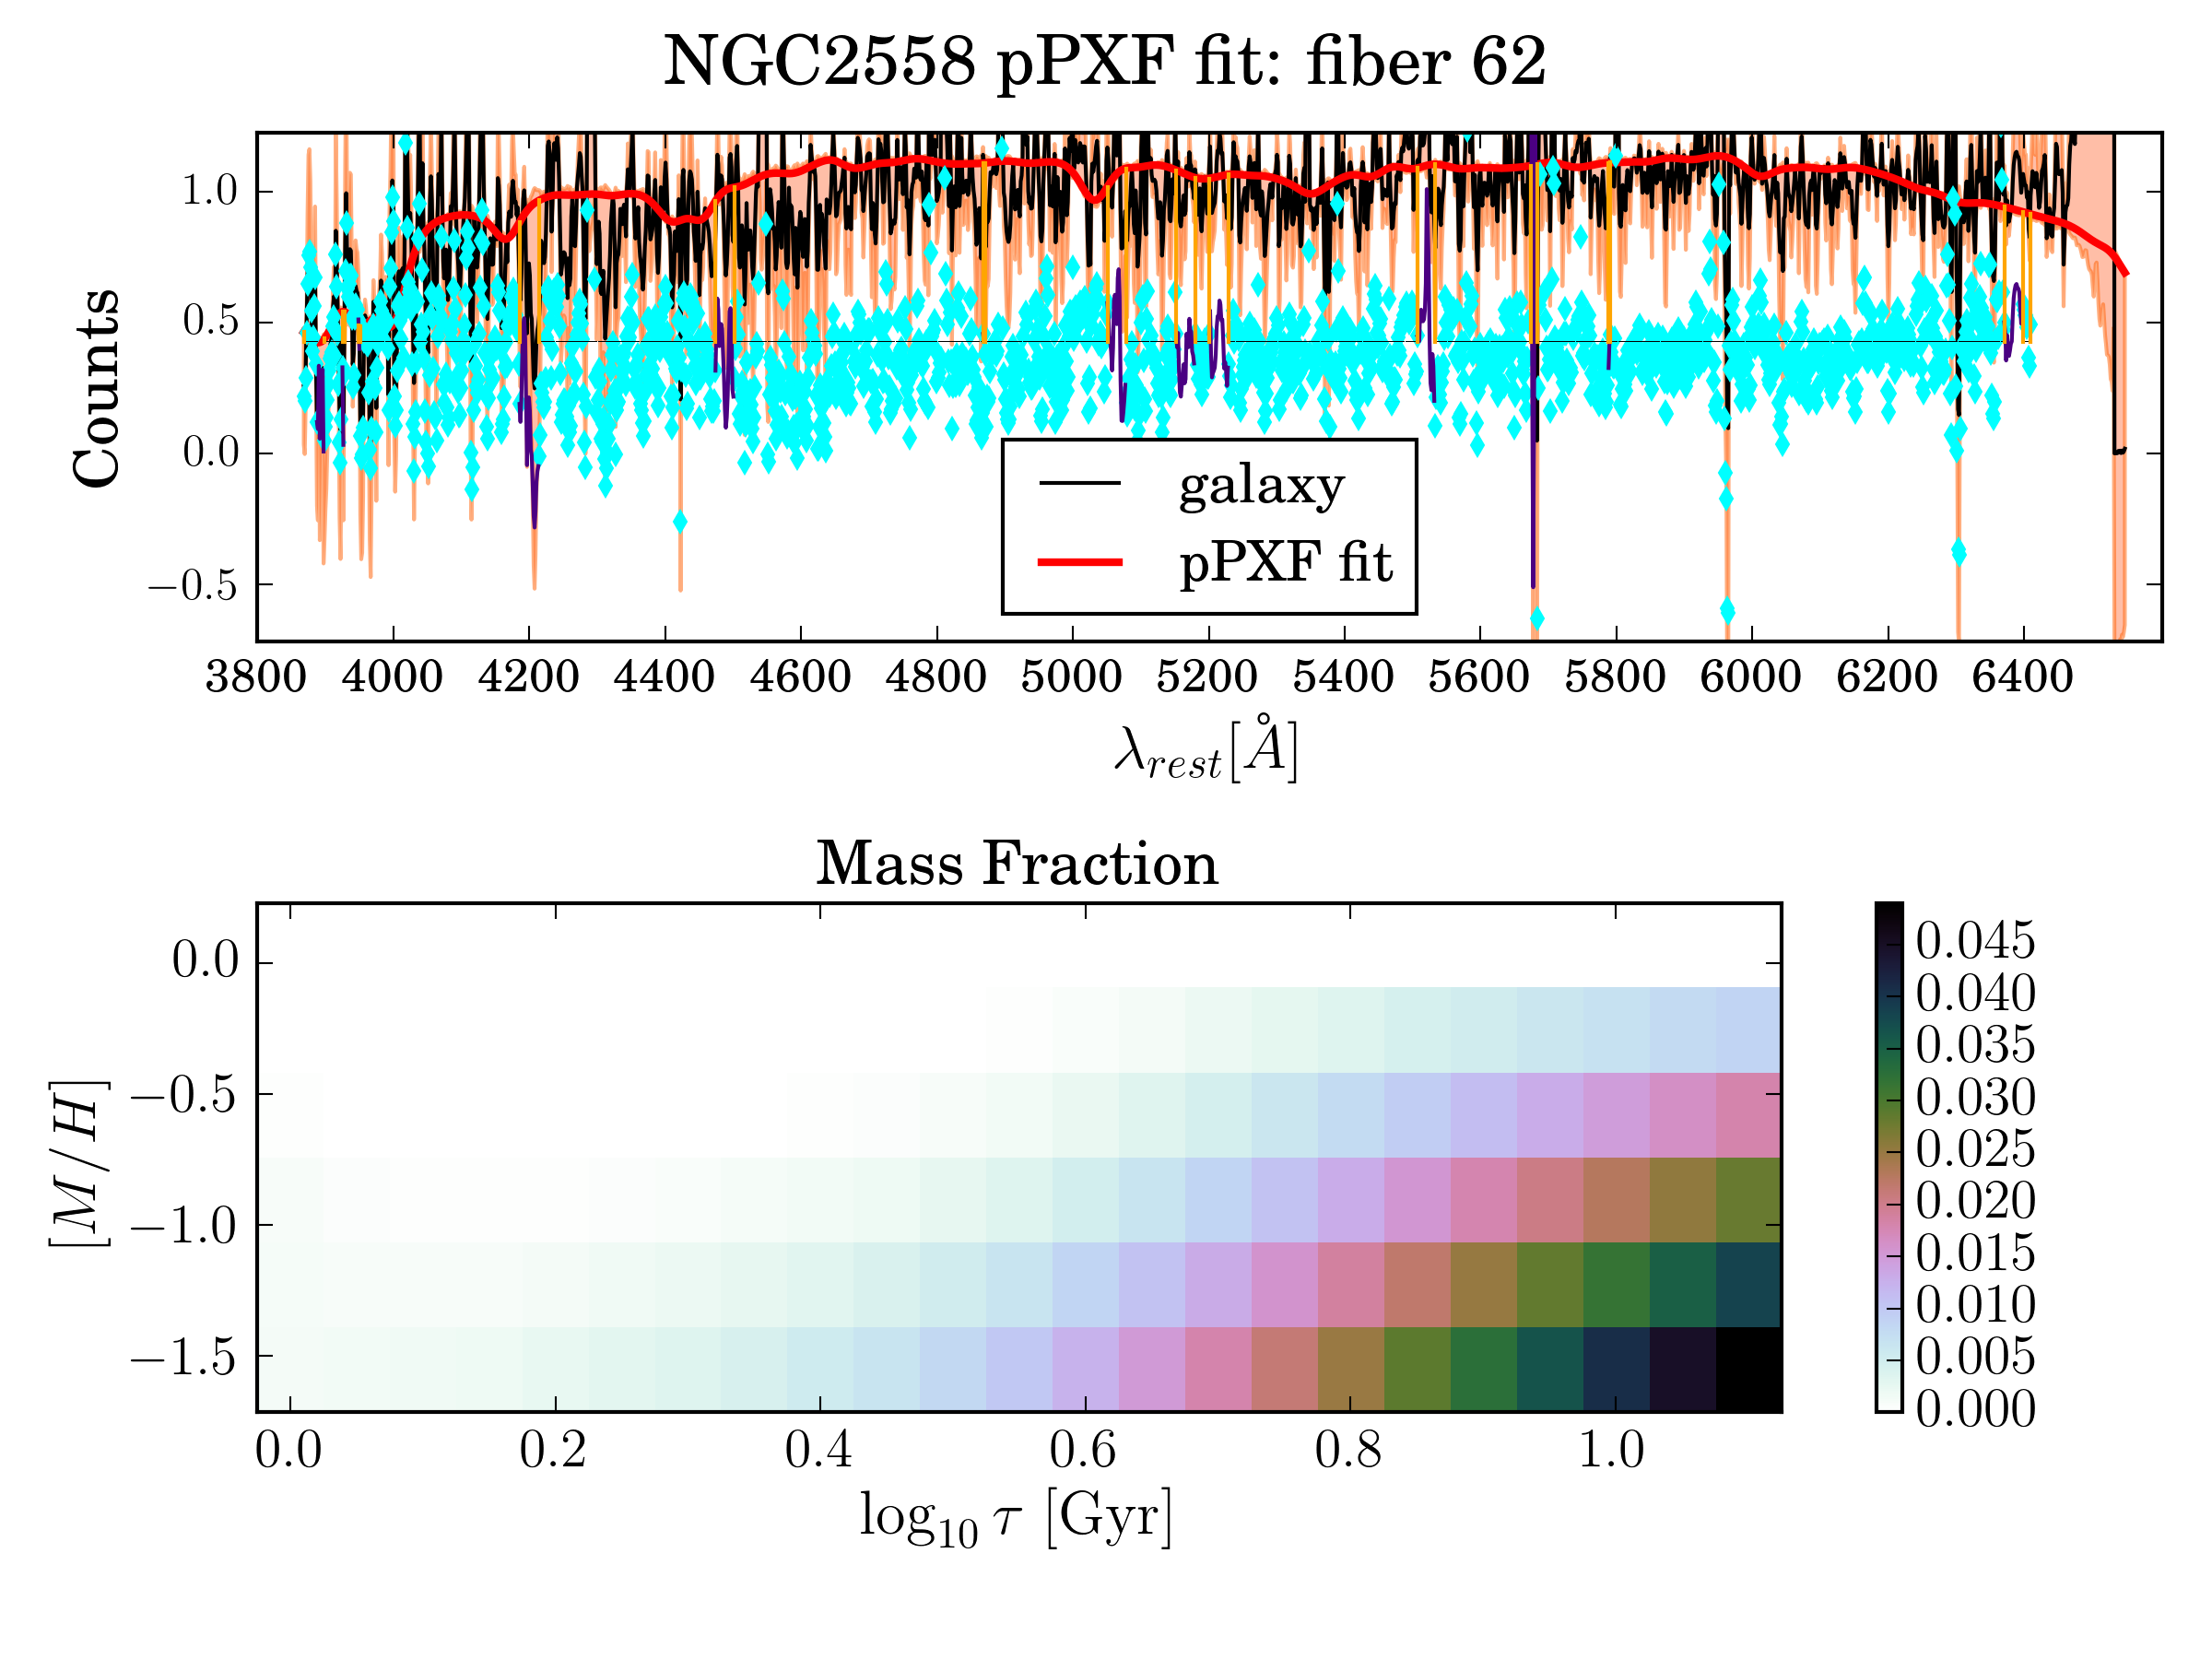 NGC2558 pPXF fit: fiber 62
Counts
1.0
0.5
0.0
−0.5
galaxy
pPXF fit
3800 4000 4200 4400 4600 4800 5000 5200 5400 5600 5800 6000 6200 6400
λrest[Å]
Mass Fraction
[M/H]
0.0
−0.5
−1.0
−1.5
0.0 0.2 0.4 0.6 0.8 1.0
log10 τ [Gyr]
0.045
0.040
0.035
0.030
0.025
0.020
0.015
0.010
0.005
0.000